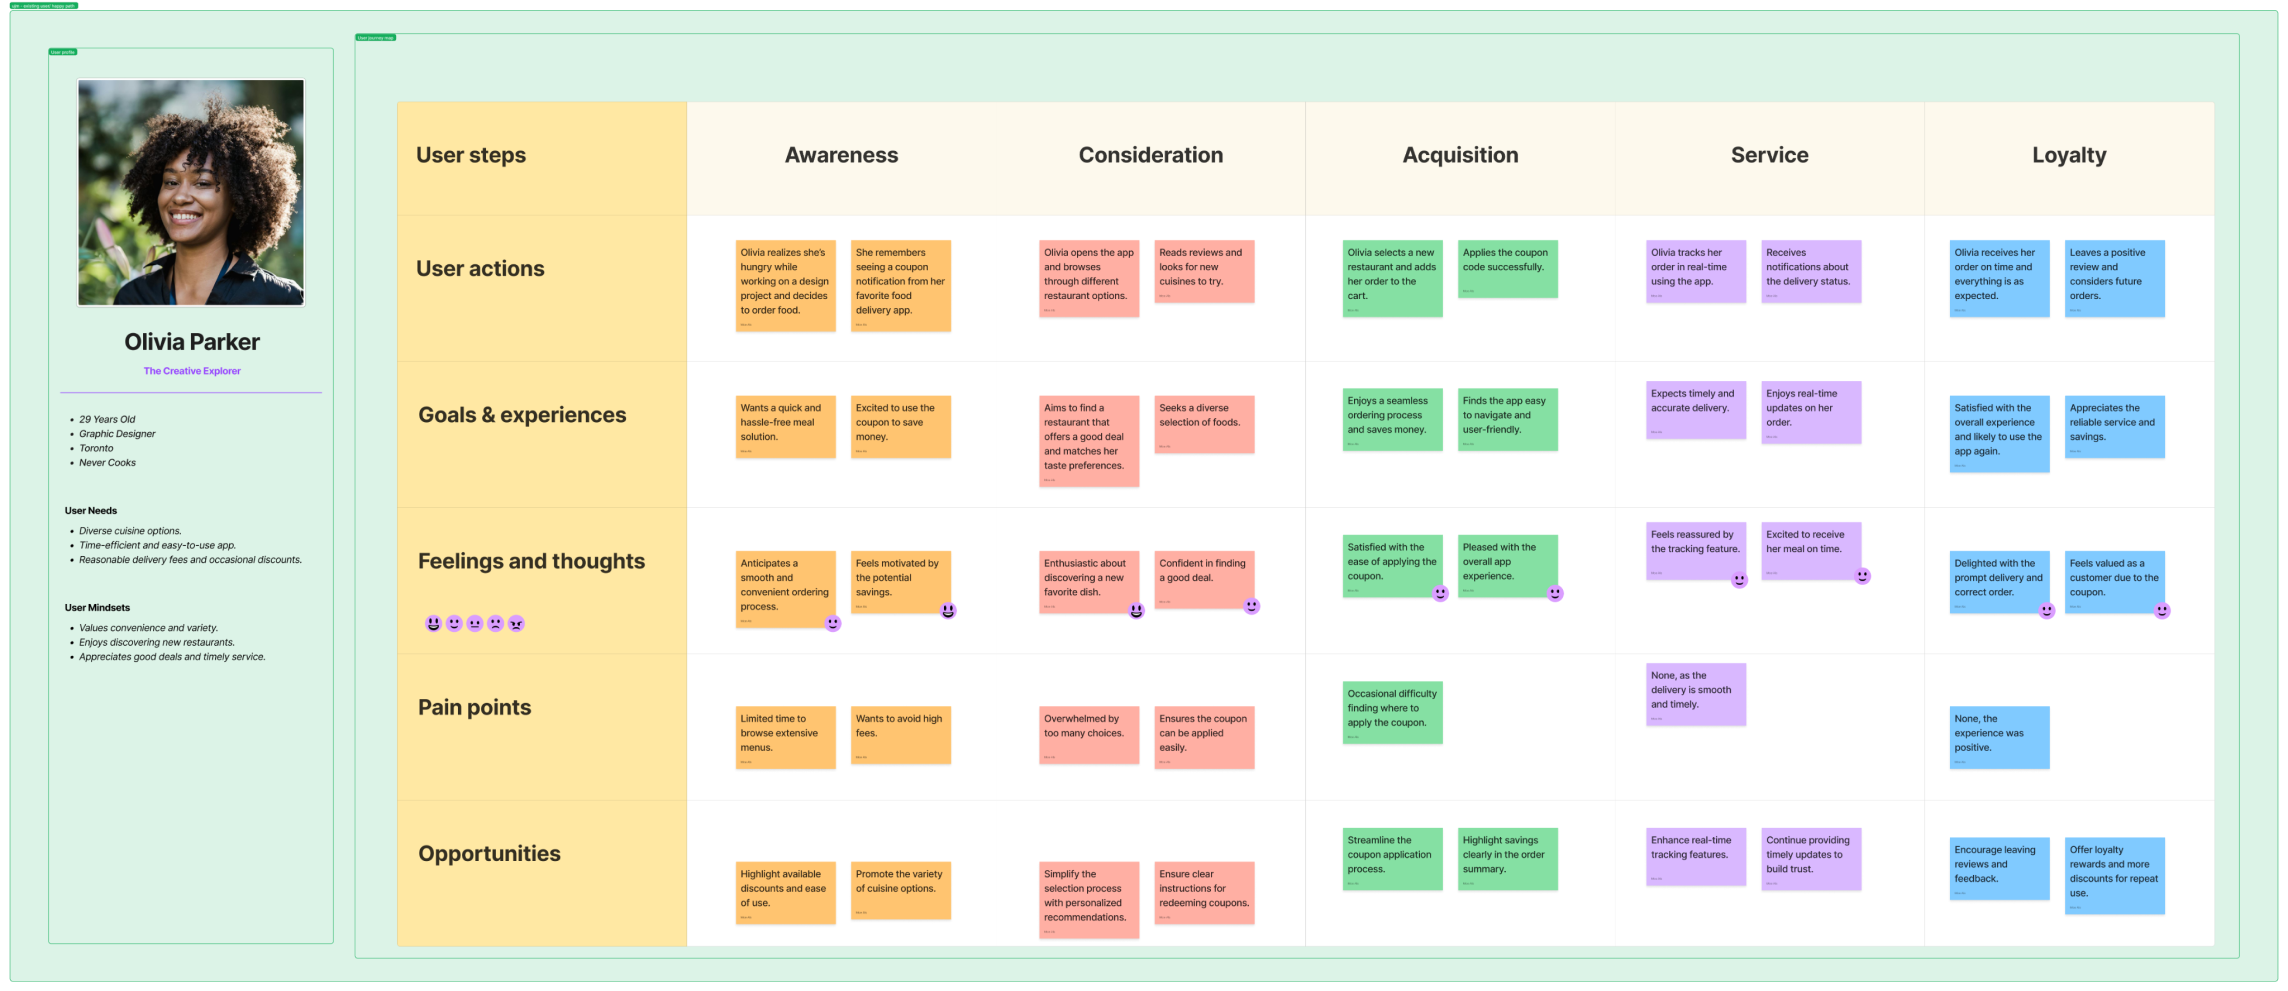 ujm - existing user/ happy path
User profile
Olivia Parker
The Creative Explorer
• 29 Years Old
• Graphic Designer
• Toronto
• Never Cooks
User Needs
• Diverse cuisine options.
• Time-efficient and easy-to-use app.
• Reasonable delivery fees and occasional discounts.
User Mindsets
• Values convenience and variety.
• Enjoys discovering new restaurants.
• Appreciates good deals and timely service.
User journey map
User steps
Awareness
Consideration
Acquisition
Service
Loyalty
User actions
Olivia realizes she's
hungry while
working on a design
project and decides
to order food.
She remembers
seeing a coupon
notification from her
favorite food
delivery app.
Olivia opens the app
and browses
through different
restaurant options.
Reads reviews and
looks for new
cuisines to try.
Olivia selects a new
restaurant and adds
her order to the
cart.
Applies the coupon
code successfully.
Olivia tracks her
order in real-time
using the app.
Receives
notifications about
the delivery status.
Olivia receives her
order on time and
everything is as
expected.
Leaves a positive
review and
considers future
orders.
Goals & experiences
Wants a quick and
hassle-free meal
solution.
Excited to use the
coupon to save
money.
Aims to find a
restaurant that
offers a good deal
and matches her
taste preferences.
Seeks a diverse
selection of foods.
Enjoys a seamless
ordering process
and saves money.
Finds the app easy
to navigate and
user-friendly.
Expects timely and
accurate delivery.
Enjoys real-time
updates on her
order.
Satisfied with the
overall experience
and likely to use the
app again.
Appreciates the
reliable service and
savings.
Feelings and thoughts
Anticipates a
smooth and
convenient ordering
process.
Feels motivated by
the potential
savings.
Enthusiastic about
discovering a new
favorite dish.
Confident in finding
a good deal.
Satisfied with the
ease of applying the
coupon.
Pleased with the
overall app
experience.
Feels reassured by
the tracking feature.
Excited to receive
her meal on time.
Delighted with the
prompt delivery and
correct order.
Feels valued as a
customer due to the
coupon.
Pain points
Limited time to
browse extensive
menus.
Wants to avoid high
fees.
Overwhelmed by
too many choices.
Ensures the coupon
can be applied
easily.
Occasional difficulty
finding where to
apply the coupon.
None, as the
delivery is smooth
and timely.
None, the
experience was
positive.
Opportunities
Highlight available
discounts and ease
of use.
Promote the variety
of cuisine options.
Simplify the
selection process
with personalized
recommendations.
Ensure clear
instructions for
redeeming coupons.
Streamline the
coupon application
process.
Highlight savings
clearly in the order
summary.
Enhance real-time
tracking features.
Continue providing
timely updates to
build trust.
Encourage leaving
reviews and
feedback.
Offer loyalty
rewards and more
discounts for repeat
use.